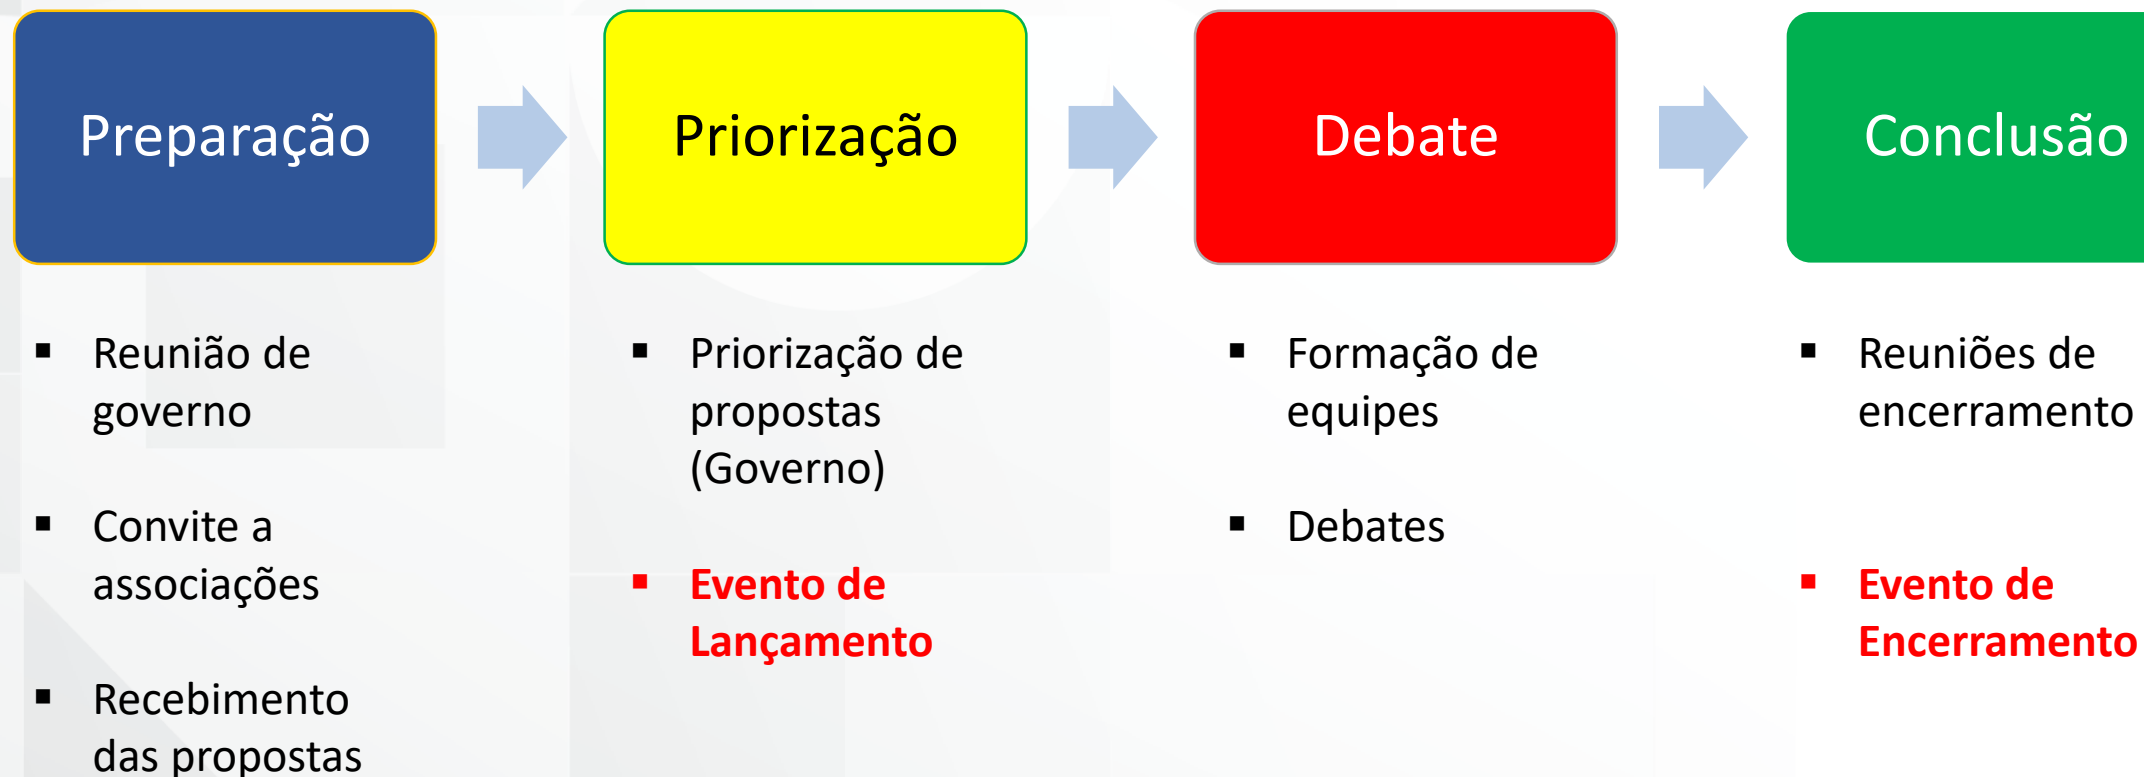 Preparação
Priorização
Debate
Conclusão
▪ Reunião de
governo
▪ Convite a
associações
▪ Recebimento
das propostas
▪ Priorização de
propostas
(Governo)
▪ Evento de
Lançamento
▪ Formação de
equipes
▪ Debates
▪ Reuniões de
encerramento
▪ Evento de
Encerramento